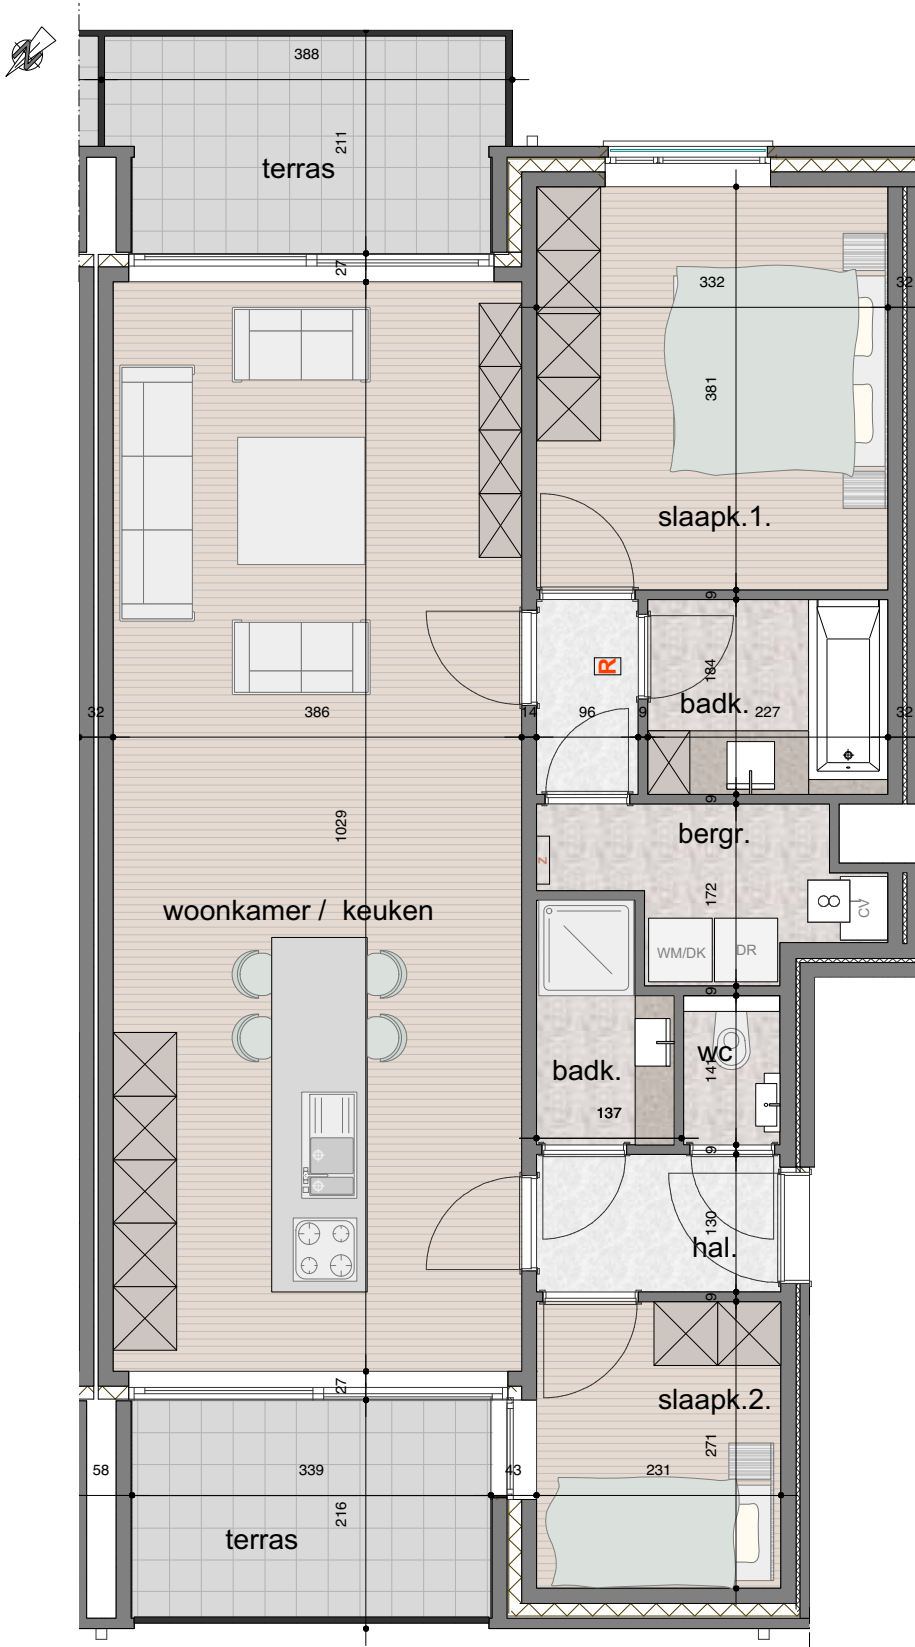 N
388
211
terras
27
332
32
381
slaapk.1.
9
R
184
badk.
32
386
14
96
9
227
32
9
1029
bergr.
z
172
8
CV
woonkamer / keuken
WM/DK
DR
9
wc
141
badk.
137
9
130
hal.
9
27
slaapk.2.
271
58
339
43
231
216
terras